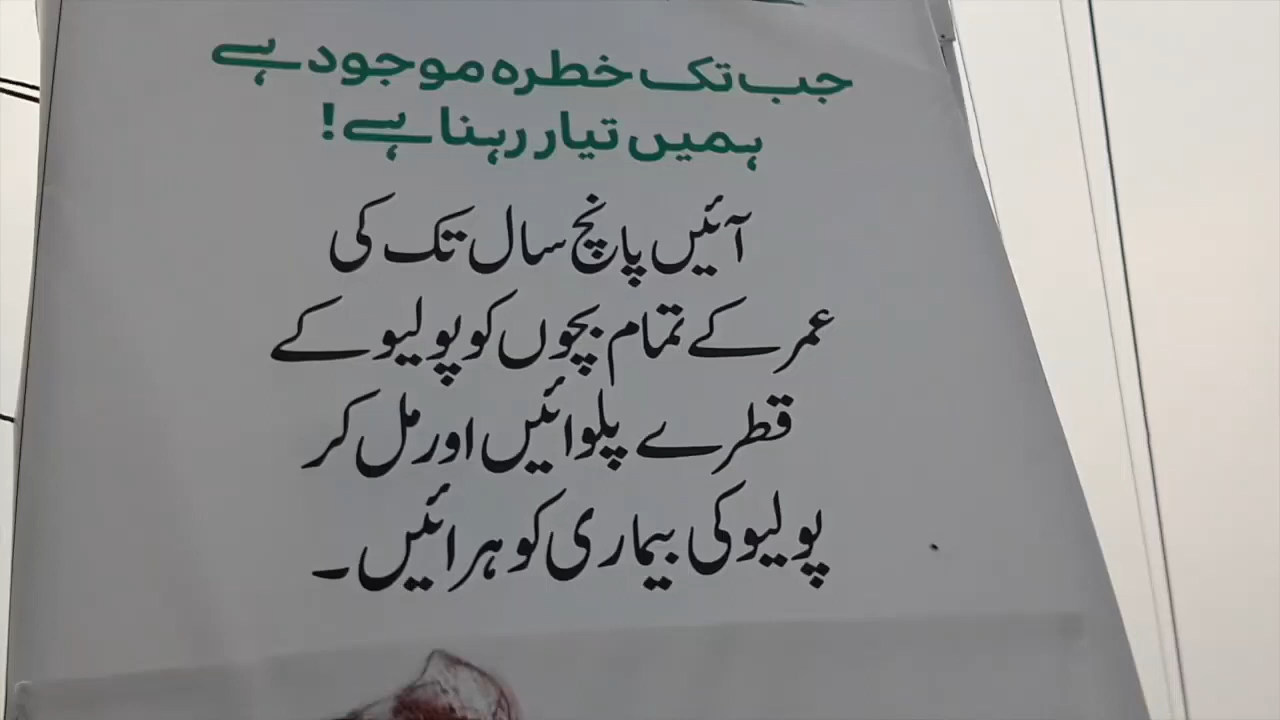 جب تک خطرہ موجود ہے
ہمیں تیار رہنا ہے!
آئیں پانچ سال تک کی
عمر کے تمام بچوں کو پولیو کے
قطرے پلوائیں اور مل کر
پولیو کی بیماری کو ہرائیں۔